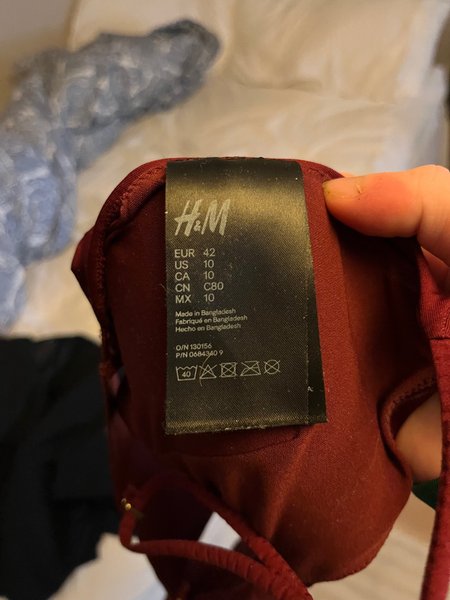 H&M
EUR 42
US 10
CA 10
CN C80
MX 10
Made in Bangladesh
Fabriqué en Bangladesh
Hecho en Bangladesh
O/N 130156
P/N 0684340 9
40
A: